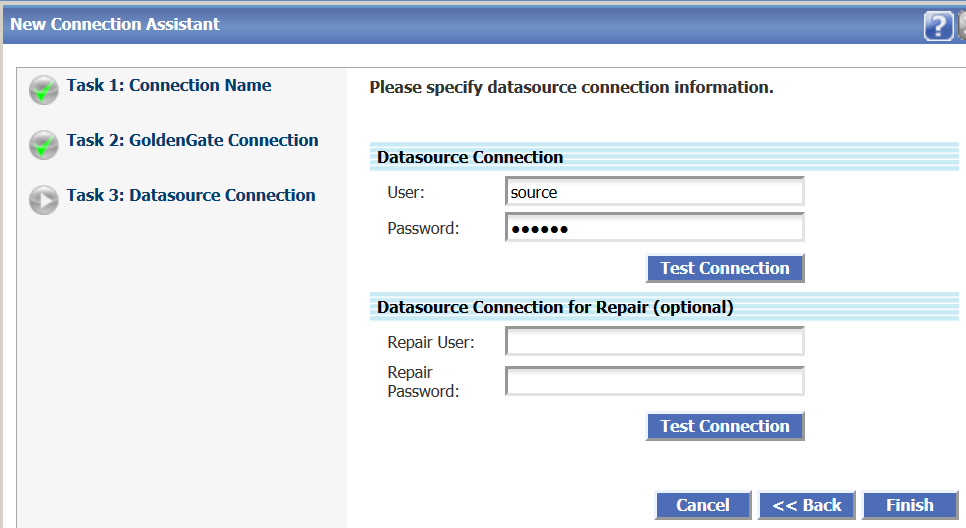 New Connection Assistant
?
Task 1: Connection Name
Task 2: GoldenGate Connection
Task 3: Datasource Connection
Please specify datasource connection information.
Datasource Connection
User: source
Password: ••••••
Test Connection
Datasource Connection for Repair (optional)
Repair User:
Repair
Password:
Test Connection
Cancel << Back Finish